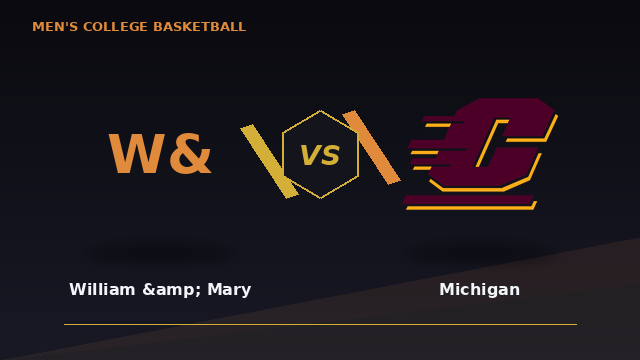 MEN'S COLLEGE BASKETBALL
W&
VS
C
William &amp; Mary
Michigan